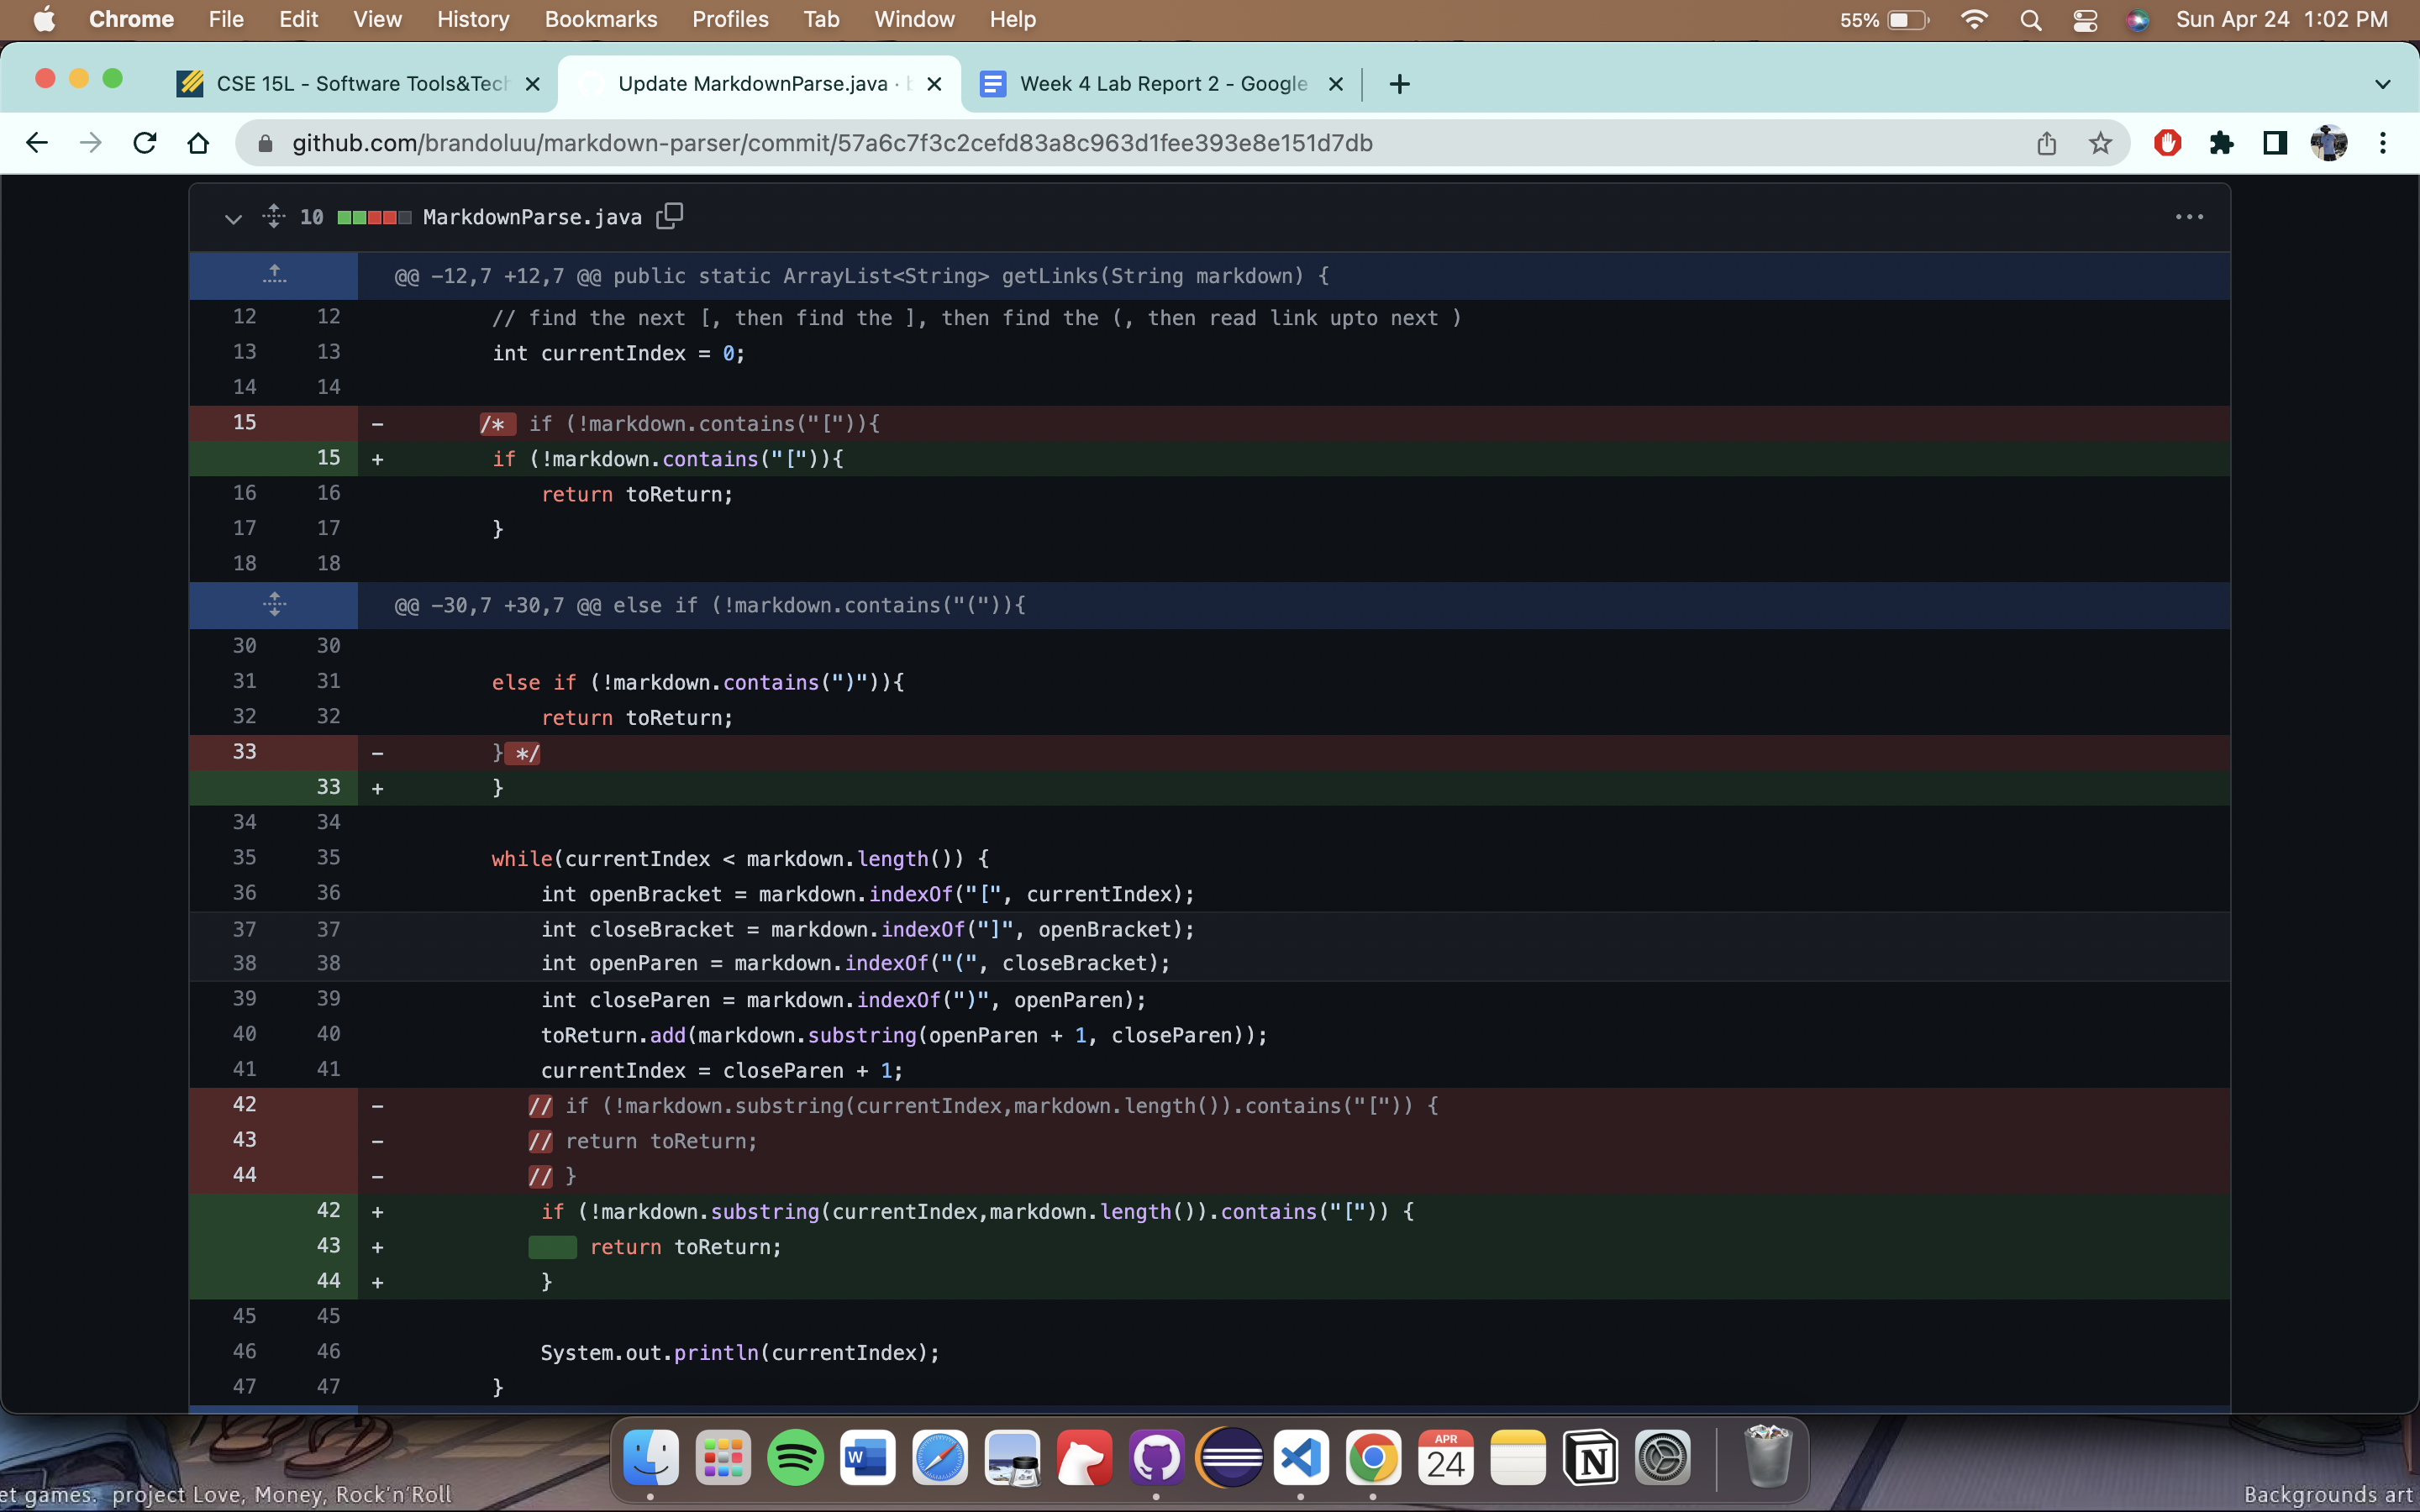 Chrome File Edit View History Bookmarks Profiles Tab Window Help 55% Sun Apr 24 1:02 PM
CSE 15L - Software Tools&Tech Update MarkdownParse.java · b Week 4 Lab Report 2 - Google
github.com/brandoluu/markdown-parser/commit/57a6c7f3c2cefd83a8c963d1fee393e8e151d7db
10 MarkdownParse.java
@@ -12,7 +12,7 @@ public static ArrayList<String> getLinks(String markdown) {
12 12 // find the next [, then find the ], then find the (, then read link upto next )
13 13 int currentIndex = 0;
14 14
15 - /* if (!markdown.contains("[")){
15 + if (!markdown.contains("[")){
16 16 return toReturn;
17 17 }
18 18
@@ -30,7 +30,7 @@ else if (!markdown.contains("(")){
30 30
31 31 else if (!markdown.contains(")")){
32 32 return toReturn;
33 - } */
33 + }
34 34
35 35 while(currentIndex < markdown.length()) {
36 36 int openBracket = markdown.indexOf("[", currentIndex);
37 37 int closeBracket = markdown.indexOf("]", openBracket);
38 38 int openParen = markdown.indexOf("(", closeBracket);
39 39 int closeParen = markdown.indexOf(")", openParen);
40 40 toReturn.add(markdown.substring(openParen + 1, closeParen));
41 41 currentIndex = closeParen + 1;
42 - // if (!markdown.substring(currentIndex,markdown.length()).contains("[")) {
43 - // return toReturn;
44 - // }
42 + if (!markdown.substring(currentIndex,markdown.length()).contains("[")) {
43 + return toReturn;
44 + }
45 45
46 46 System.out.println(currentIndex);
47 47 }
W
APR
24
N
et games. project Love, Money, Rock'n'Roll
Backgrounds art